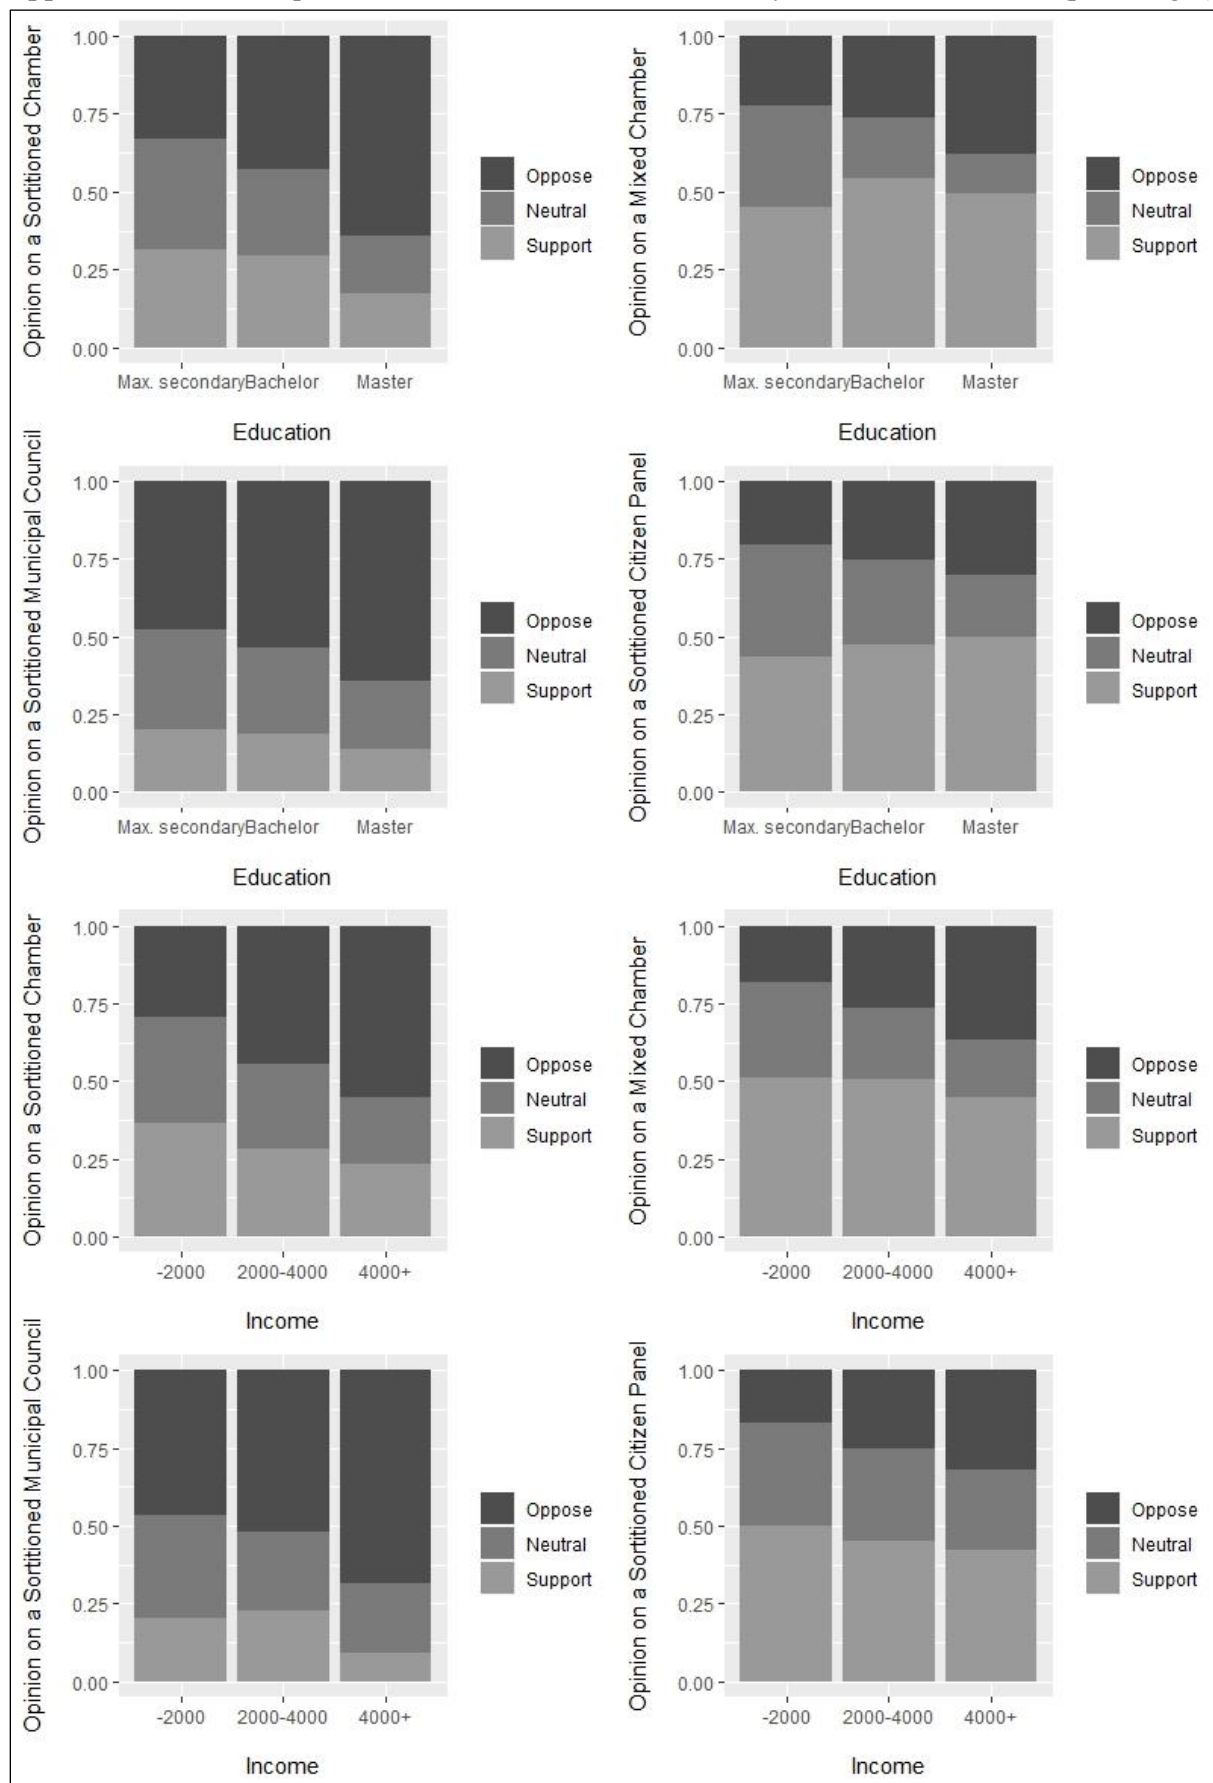 Opinion on a Sortitioned Chamber
1.00
0.75
0.50
0.25
0.00
Max. secondary Bachelor Master
Education
Oppose
Neutral
Support
Opinion on a Mixed Chamber
1.00
0.75
0.50
0.25
0.00
Max. secondary Bachelor Master
Education
Oppose
Neutral
Support
Opinion on a Sortitioned Municipal Council
1.00
0.75
0.50
0.25
0.00
Max. secondary Bachelor Master
Education
Oppose
Neutral
Support
Opinion on a Sortitioned Citizen Panel
1.00
0.75
0.50
0.25
0.00
Max. secondary Bachelor Master
Education
Oppose
Neutral
Support
Opinion on a Sortitioned Chamber
1.00
0.75
0.50
0.25
0.00
-2000 2000-4000 4000+
Income
Oppose
Neutral
Support
Opinion on a Mixed Chamber
1.00
0.75
0.50
0.25
0.00
-2000 2000-4000 4000+
Income
Oppose
Neutral
Support
Opinion on a Sortitioned Municipal Council
1.00
0.75
0.50
0.25
0.00
-2000 2000-4000 4000+
Income
Oppose
Neutral
Support
Opinion on a Sortitioned Citizen Panel
1.00
0.75
0.50
0.25
0.00
-2000 2000-4000 4000+
Income
Oppose
Neutral
Support